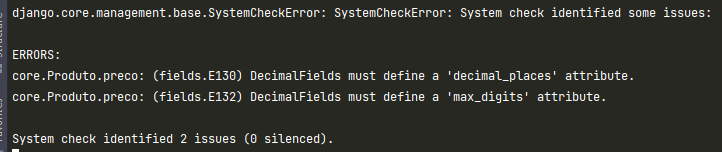 django.core.management.base.SystemCheckError: SystemCheckError: System check identified some issues:
ERRORS:
core.Produto.preco: (fields.E130) DecimalFields must define a 'decimal_places' attribute.
core.Produto.preco: (fields.E132) DecimalFields must define a 'max_digits' attribute.
System check identified 2 issues (0 silenced).